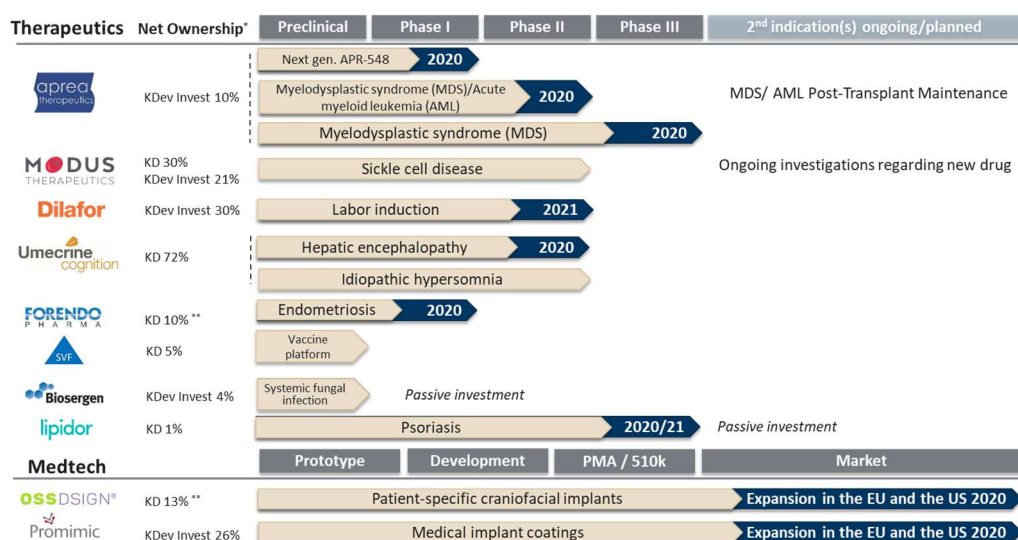 Therapeutics Net Ownership* Preclinical Phase I Phase II Phase III 2nd indication(s) ongoing/planned
aprea
therapeutics
KDev Invest 10%
Next gen. APR-548 2020
Myelodysplastic syndrome (MDS)/Acute
myeloid leukemia (AML) 2020
MDS/ AML Post-Transplant Maintenance
Myelodysplastic syndrome (MDS) 2020
MODUS
THERAPEUTICS
KD 30%
KDev Invest 21%
Sickle cell disease
Ongoing investigations regarding new drug
Dilafor KDev Invest 30% Labor induction 2021
Umecrine
cognition
KD 72%
Hepatic encephalopathy 2020
Idiopathic hypersomnia
FORENDO
PHARMA
KD 10% **
Endometriosis 2020
SVF
KD 5%
Vaccine
platform
Biosergen
KDev Invest 4%
Systemic fungal
infection
Passive investment
lipidor KD 1% Psoriasis 2020/21 Passive investment
Medtech Prototype Development PMA / 510k Market
OSSDSIGN® KD 13% ** Patient-specific craniofacial implants Expansion in the EU and the US 2020
Promimic KDev Invest 26% Medical implant coatings Expansion in the EU and the US 2020